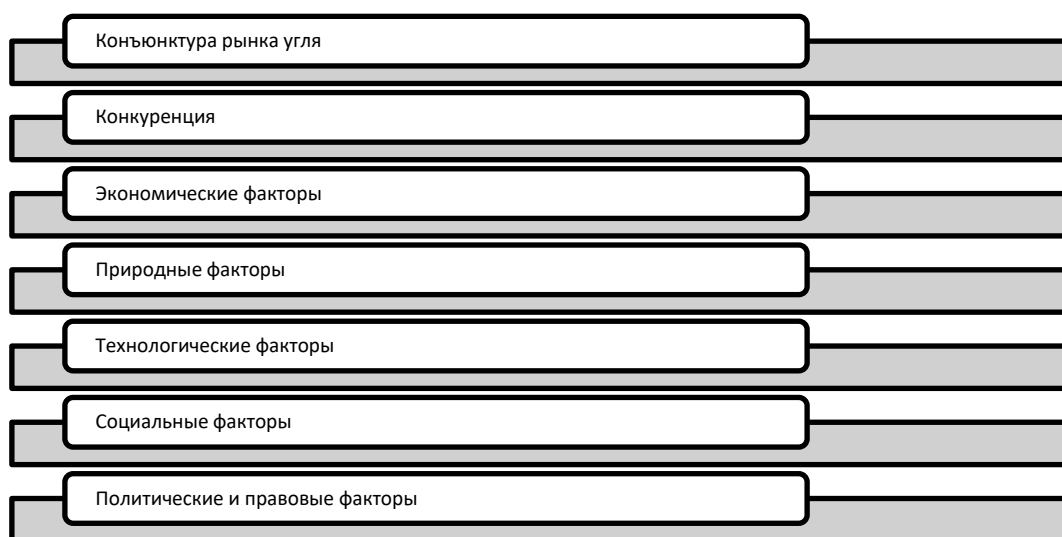 Конъюнктура рынка угля
Конкуренция
Экономические факторы
Природные факторы
Технологические факторы
Социальные факторы
Политические и правовые факторы